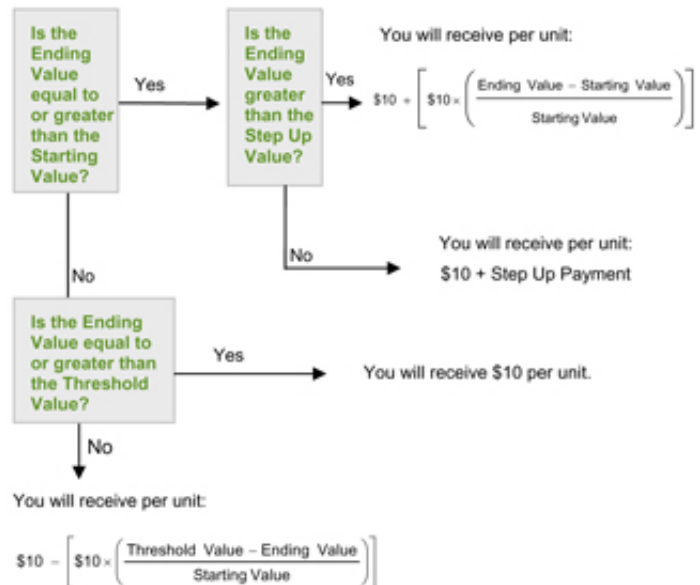 Is the
Ending
Value
equal to
or greater
than the
Starting
Value?
Yes
Is the
Ending
Value
greater
than the
Step Up
Value?
Yes
You will receive per unit:
$10 + [ $10 × ( Ending Value – Starting Value
Starting Value ) ]
No
You will receive per unit:
$10 + Step Up Payment
No
Is the Ending
Value equal to
or greater than
the Threshold
Value?
Yes
You will receive $10 per unit.
No
You will receive per unit:
$10 – [ $10 × ( Threshold Value – Ending Value
Starting Value ) ]